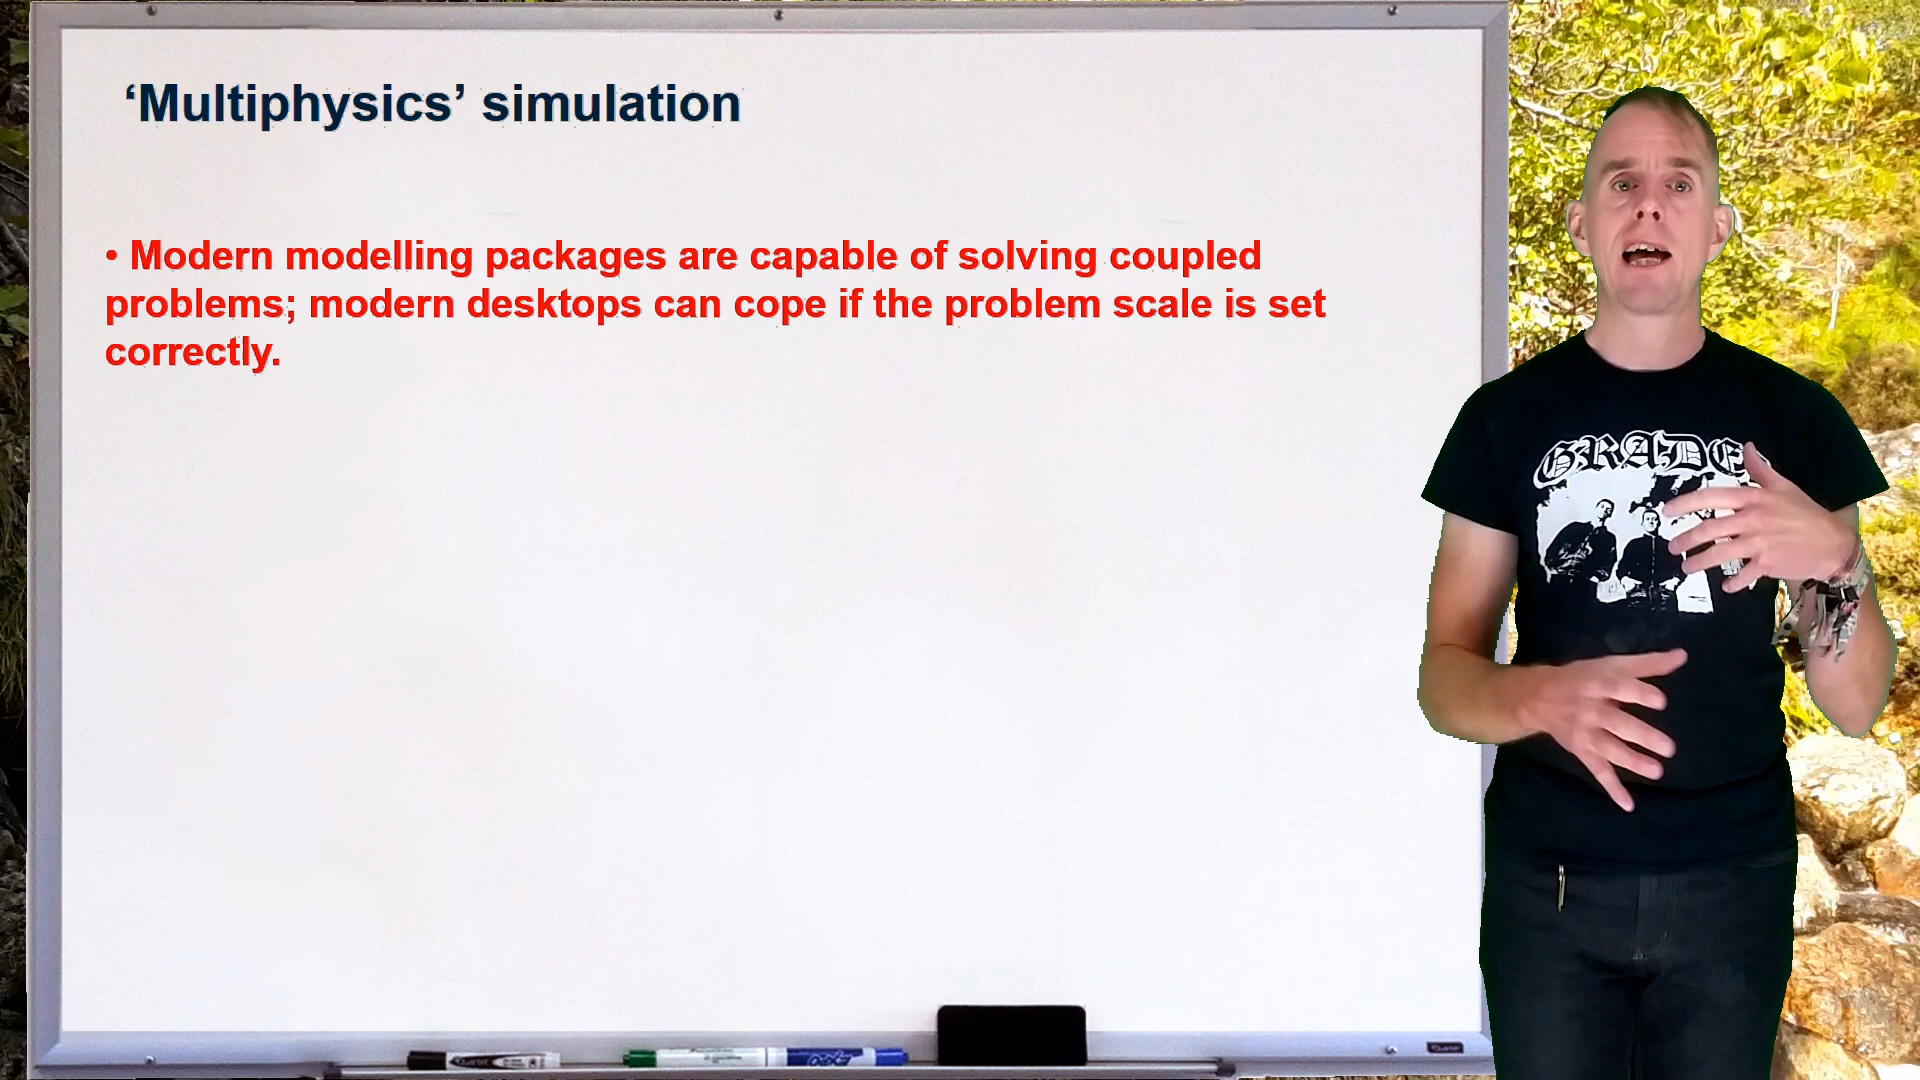 ‘Multiphysics’ simulation
• Modern modelling packages are capable of solving coupled
problems; modern desktops can cope if the problem scale is set
correctly.
GRADE